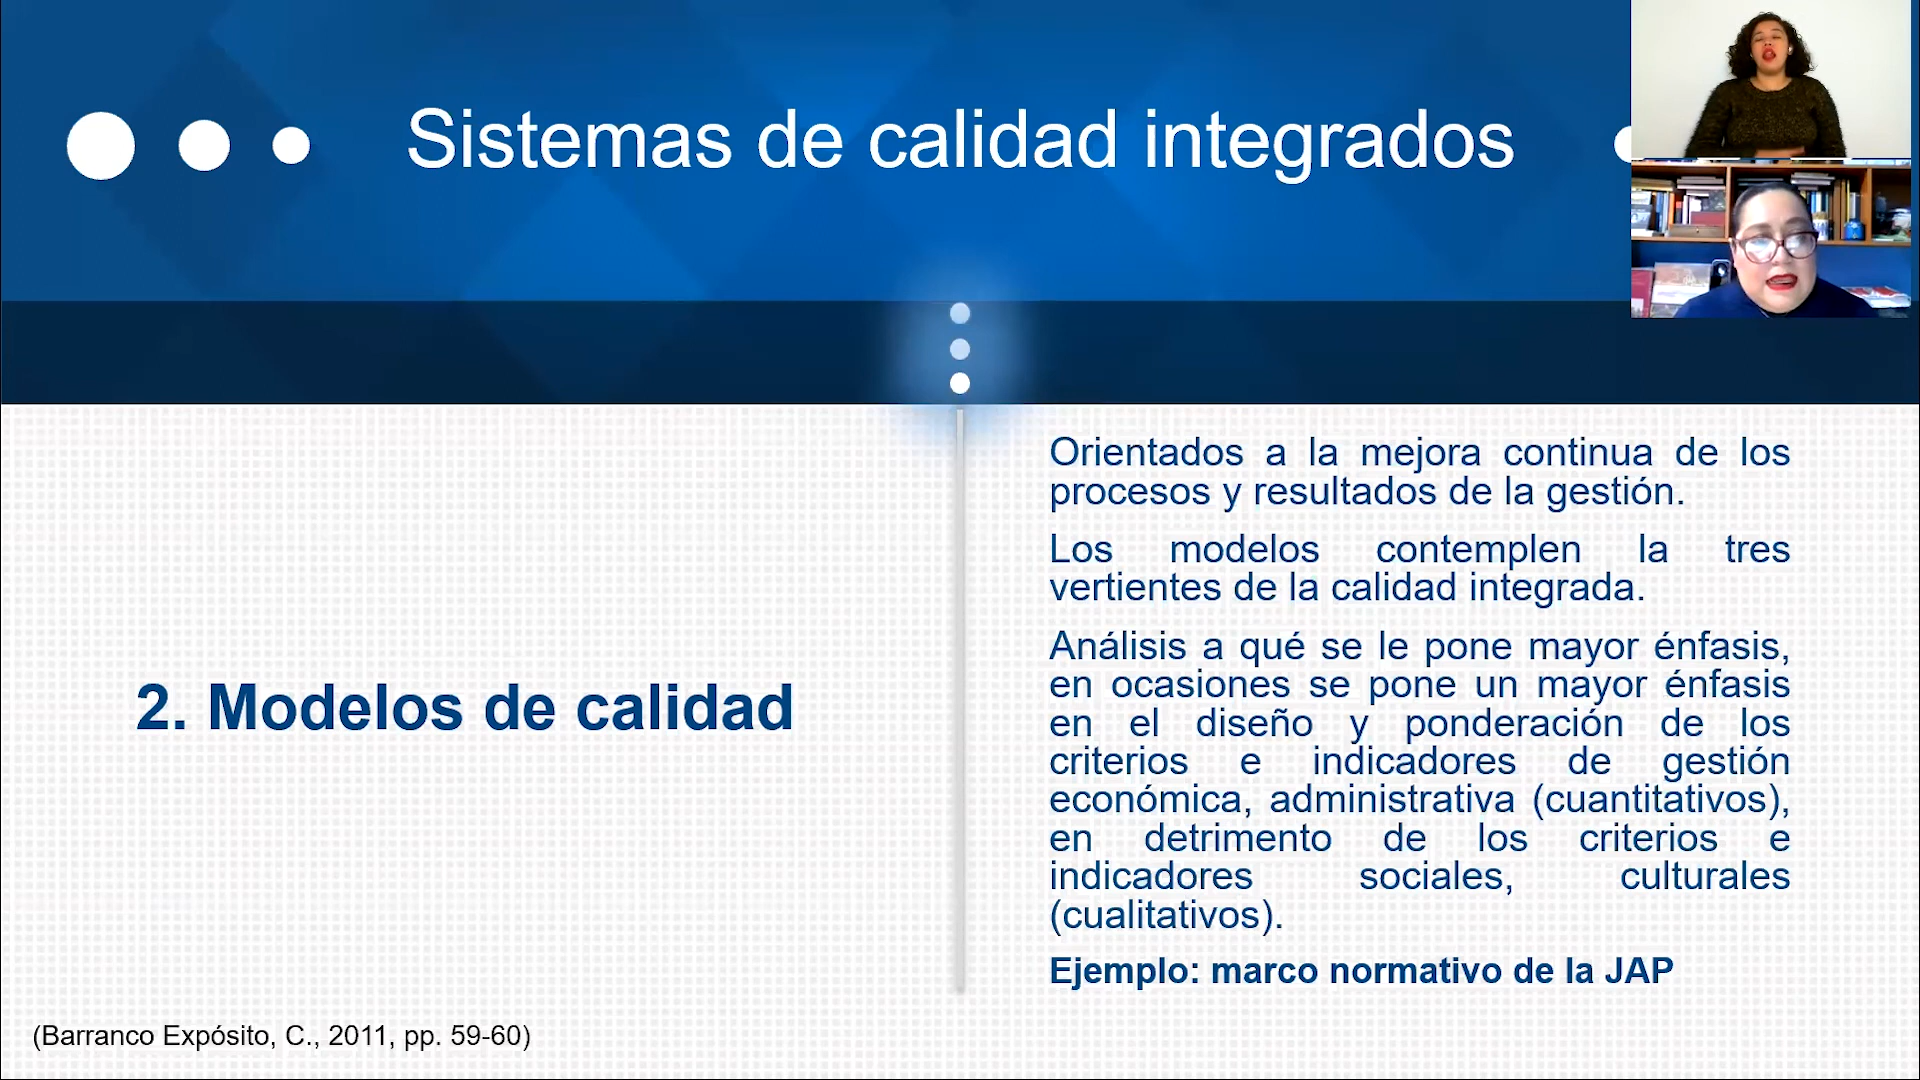 Sistemas de calidad integrados
2. Modelos de calidad
Orientados a la mejora continua de los
procesos y resultados de la gestión.
Los modelos contemplen la tres
vertientes de la calidad integrada.
Análisis a qué se le pone mayor énfasis,
en ocasiones se pone un mayor énfasis
en el diseño y ponderación de los
criterios e indicadores de gestión
económica, administrativa (cuantitativos),
en detrimento de los criterios e
indicadores sociales, culturales
(cualitativos).
Ejemplo: marco normativo de la JAP
(Barranco Expósito, C., 2011, pp. 59-60)